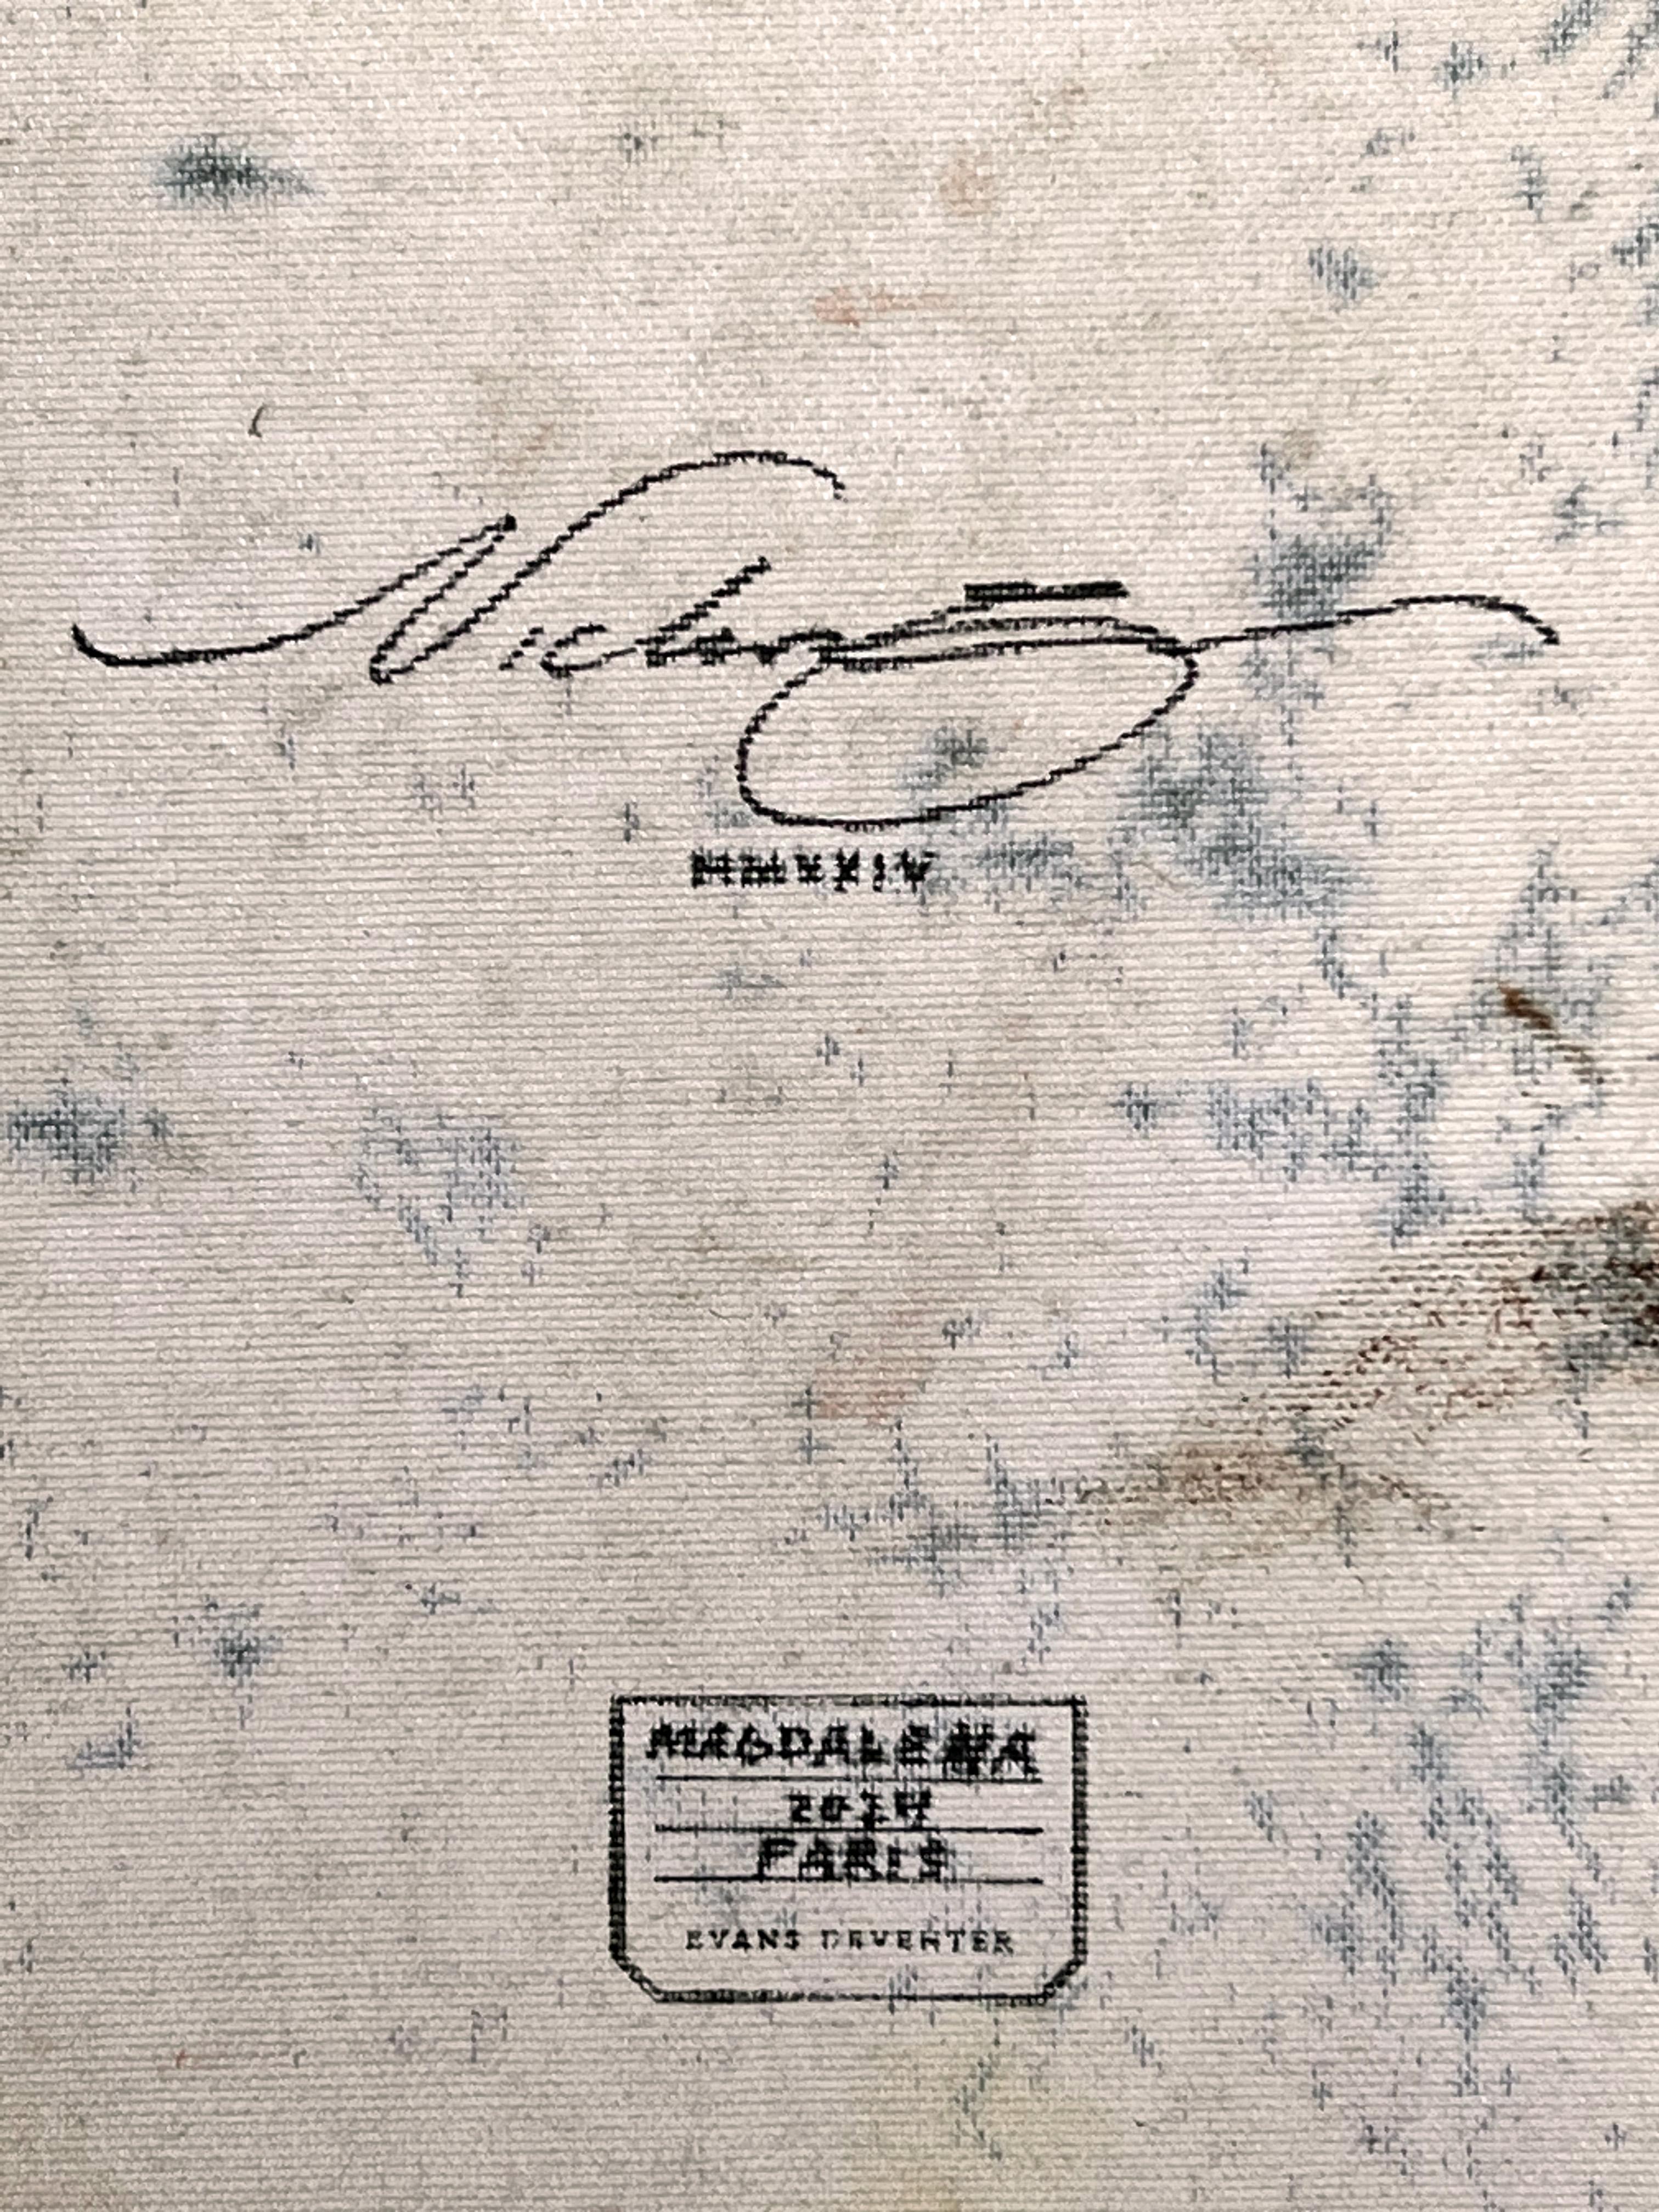 MMXXIV
MAGDALENA
2024
PARIS
EVANS DEVENTER